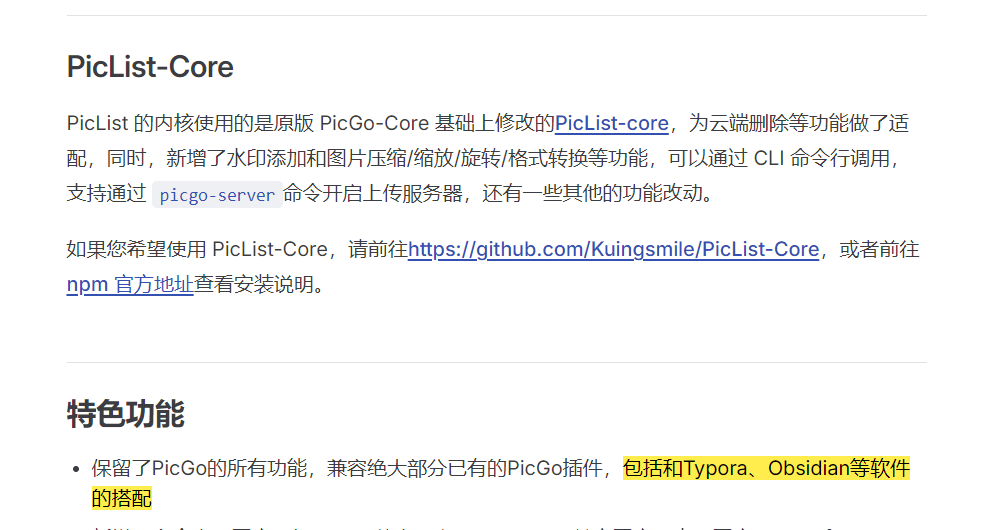 PicList-Core
PicList 的内核使用的是原版 PicGo-Core 基础上修改的PicList-core，为云端删除等功能做了适
配，同时，新增了水印添加和图片压缩/缩放/旋转/格式转换等功能，可以通过 CLI 命令行调用，
支持通过 picgo-server 命令开启上传服务器，还有一些其他的功能改动。
如果您希望使用 PicList-Core，请前往https://github.com/Kuingsmile/PicList-Core，或者前往
npm 官方地址查看安装说明。
特色功能
• 保留了PicGo的所有功能，兼容绝大部分已有的PicGo插件，包括和Typora、Obsidian等软件
的搭配